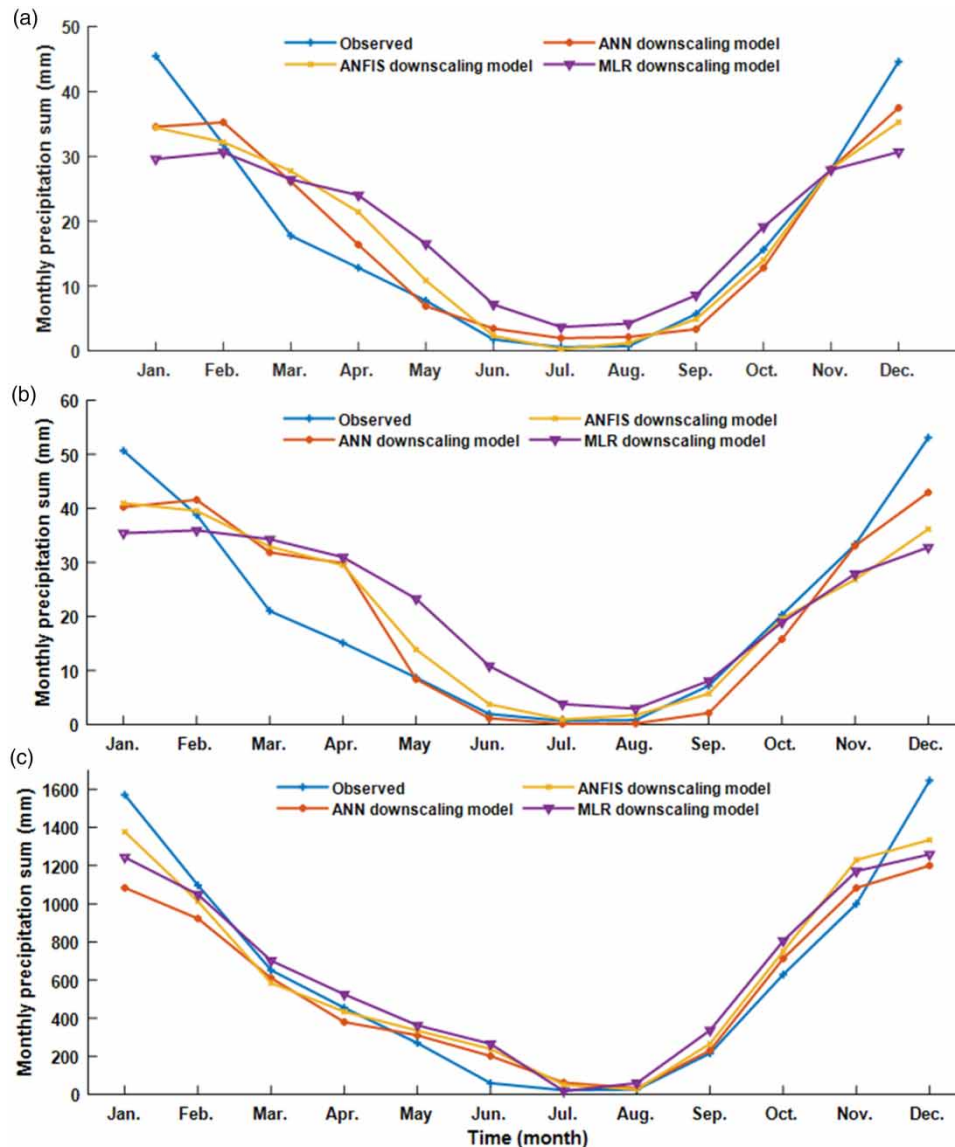 (a)
Monthly precipitation sum (mm)
50
40
30
20
10
0
Observed ANN downscaling model
ANFIS downscaling model MLR downscaling model
Jan. Feb. Mar. Apr. May Jun. Jul. Aug. Sep. Oct. Nov. Dec.
(b)
Monthly precipitation sum (mm)
60
50
40
30
20
10
0
Observed ANFIS downscaling model
ANN downscaling model MLR downscaling model
Jan. Feb. Mar. Apr. May Jun. Jul. Aug. Sep. Oct. Nov. Dec.
(c)
Monthly precipitation sum (mm)
1600
1400
1200
1000
800
600
400
200
0
Observed ANFIS downscaling model
ANN downscaling model MLR downscaling model
Jan. Feb. Mar. Apr. May Jun. Jul. Aug. Sep. Oct. Nov. Dec.
Time (month)